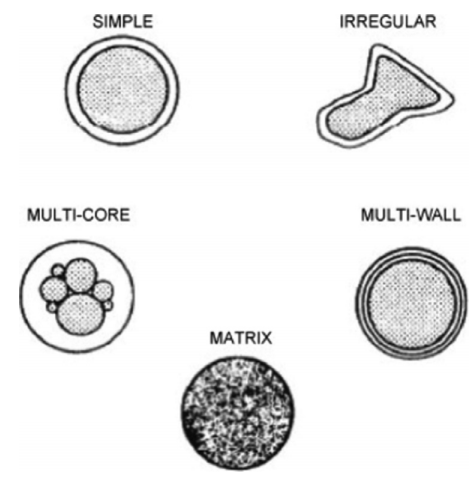 SIMPLE
IRREGULAR
MULTI-CORE
MULTI-WALL
MATRIX